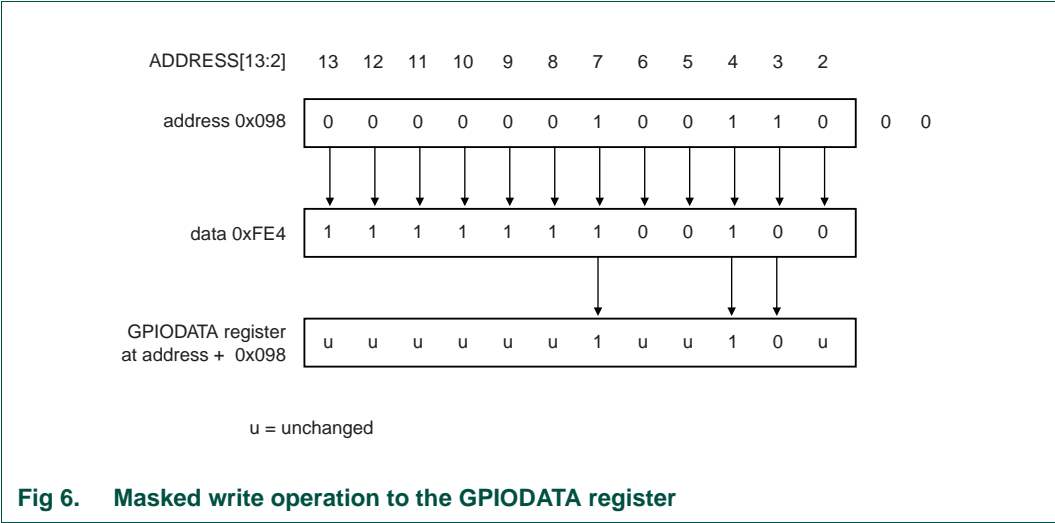 ADDRESS[13:2] 13 12 11 10 9 8 7 6 5 4 3 2
address 0x098 0 0 0 0 0 0 1 0 0 1 1 0 0 0
data 0xFE4 1 1 1 1 1 1 1 0 0 1 0 0
GPIODATA register
at address + 0x098 u u u u u u 1 u u 1 0 u
u = unchanged
Fig 6. Masked write operation to the GPIODATA register